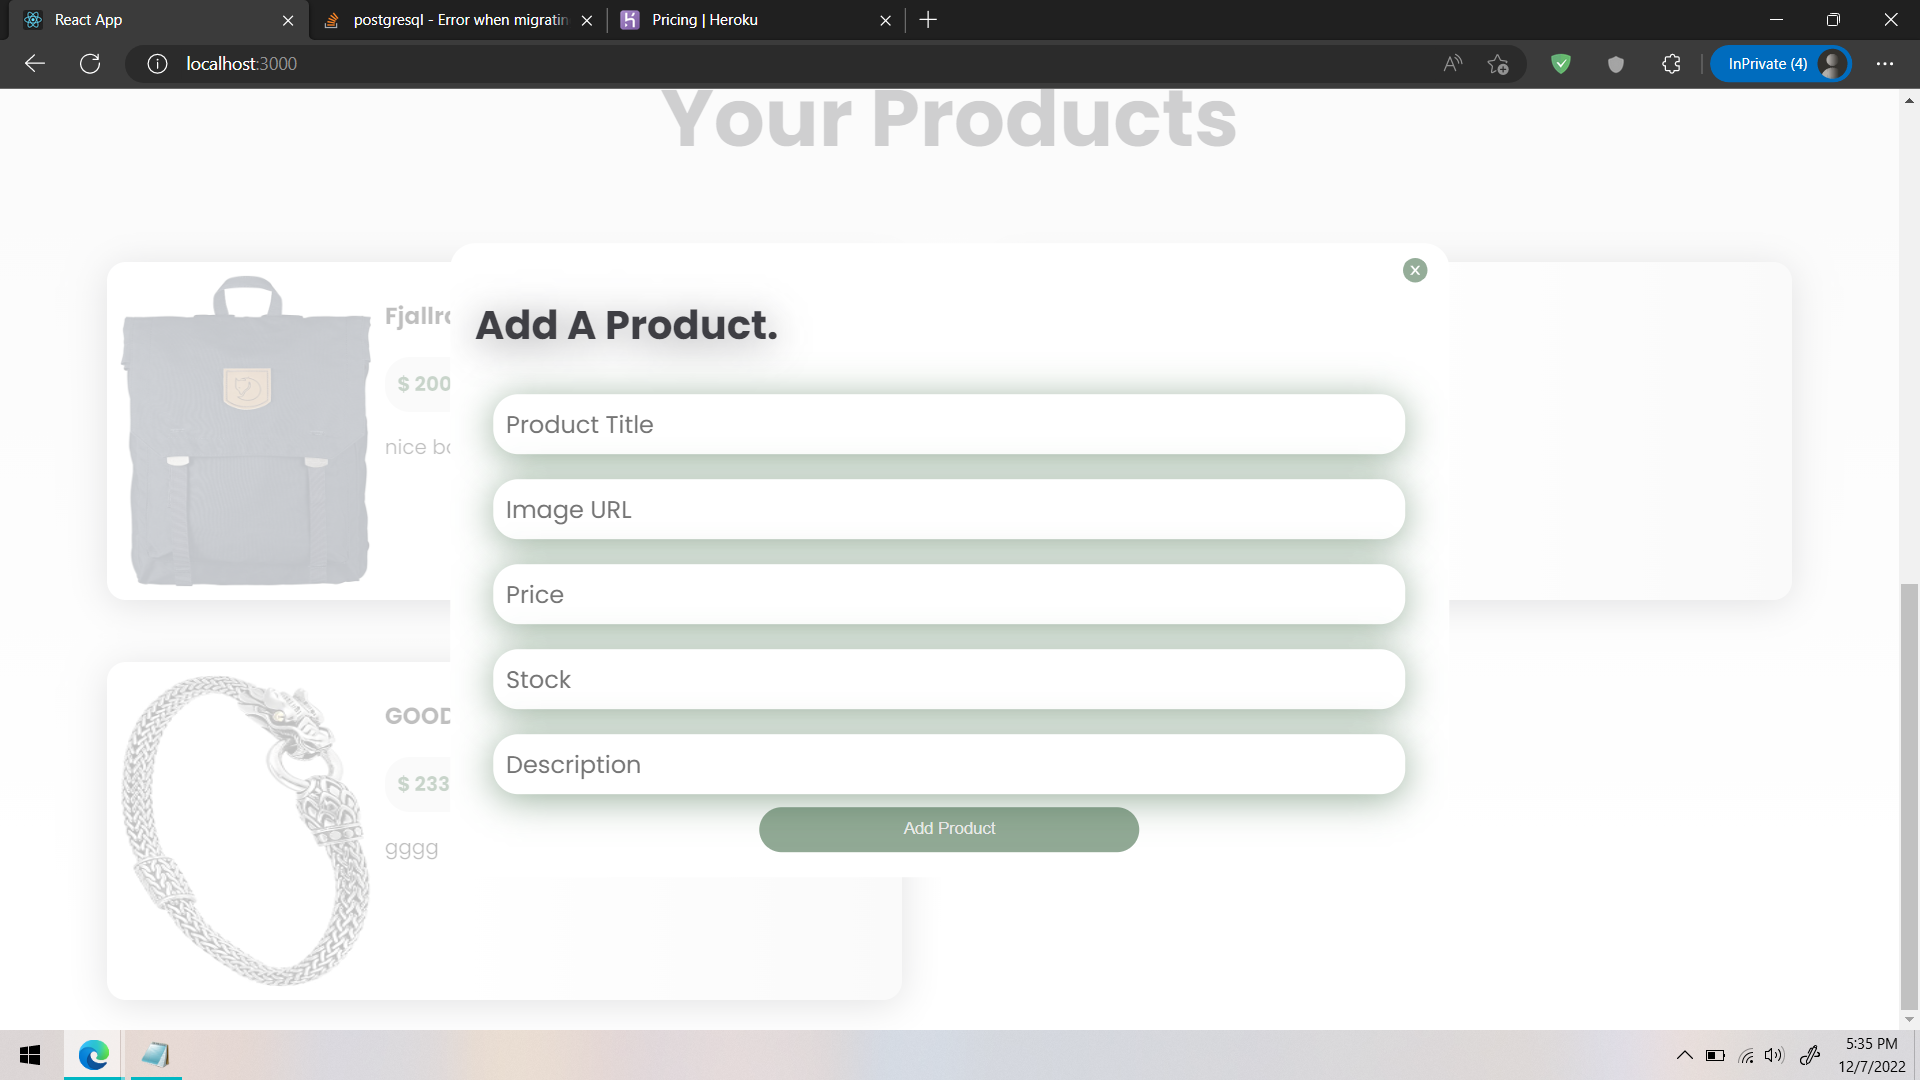 React App
postgresql - Error when migratin
Pricing | Heroku
localhost:3000
InPrivate (4)
Your Products
X
Add A Product.
Fjallra
$ 200
nice
Product Title
Image URL
Price
Stock
GOOD
$ 233
gggg
Description
Add Product
5:35 PM
12/7/2022